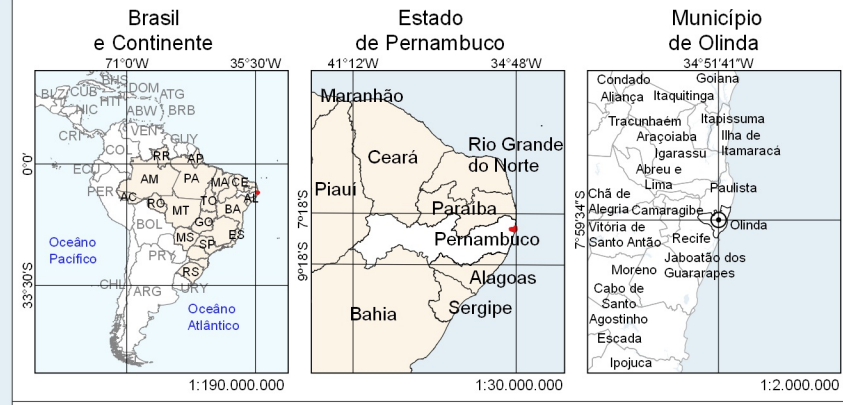 Brasil
e Continente
71°0'W
35°30'W
0°0'
33°30'S
BHS
BLZ
CUB
DOM
ATG
HTI
NIC
ABW
BRB
CRI
VEN
GUY
COL
RR
AP
ECU
AM
PA
MA
CE
PER
AC
RO
TO
AL
MT
BA
BOL
GO
MS
ES
SP
Oceâno
Pacífico
PRY
RS
CHL
ARG
URY
Oceâno
Atlântico
1:190.000.000
Estado
de Pernambuco
41°12'W
34°48'W
7°18'S
9°18'S
Maranhão
Ceará
Rio Grande
do Norte
Piauí
Paraíba
Pernambuco
Alagoas
Sergipe
Bahia
1:30.000.000
Município
de Olinda
34°51'41"W
7°59'34"S
Condado
Goiana
Aliança
Itaquitinga
Tracunhaém
Itapissuma
Araçoiaba
Ilha de
Itamaracá
Igarassu
Abreu e
Lima
Paulista
Chã de
Alegria
Camaragibe
Olinda
Vitória de
Santo Antão
Recife
Jaboatão dos
Guararapes
Moreno
Cabo de
Santo
Agostinho
Escada
Ipojuca
1:2.000.000